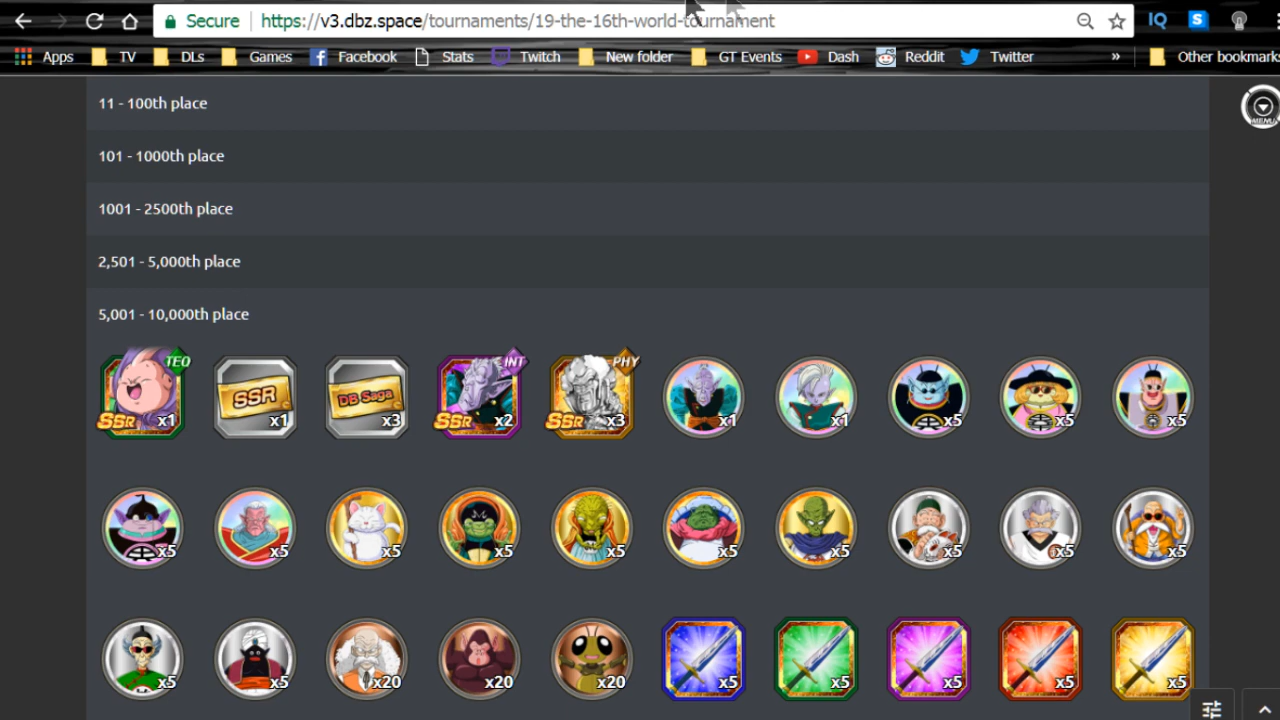 Secure https://v3.dbz.space/tournaments/19-the-16th-world-tournament IQ S
Apps TV DLs Games Facebook Stats Twitch New folder GT Events Dash Reddit Twitter » Other bookmarks
MENU
11 - 100th place
101 - 1000th place
1001 - 2500th place
2,501 - 5,000th place
5,001 - 10,000th place
TEQ INT PHY
SSR DB Saga
SSR x1 x1 x3 SSR x2 SSR x3 x1 x1 x5 x5 x5
x5 x5 x5 x5 x5 x5 x5 x5 x5 x5
x5 x5 x20 x20 x20 x5 x5 x5 x5 x5